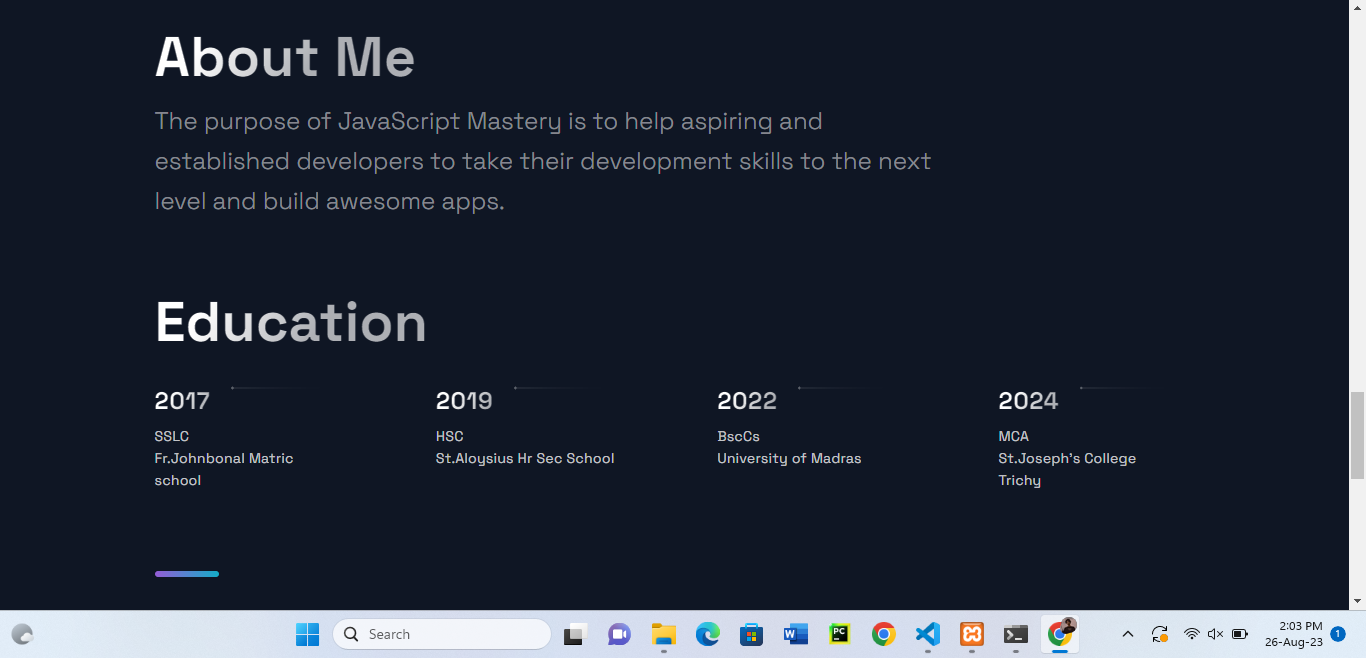 About Me
The purpose of JavaScript Mastery is to help aspiring and
established developers to take their development skills to the next
level and build awesome apps.
Education
2017
SSLC
Fr.Johnbonal Matric
school
2019
HSC
St.Aloysius Hr Sec School
2022
BscCs
University of Madras
2024
MCA
St.Joseph's College
Trichy
Search
W
PC
2:03 PM
26-Aug-23
1